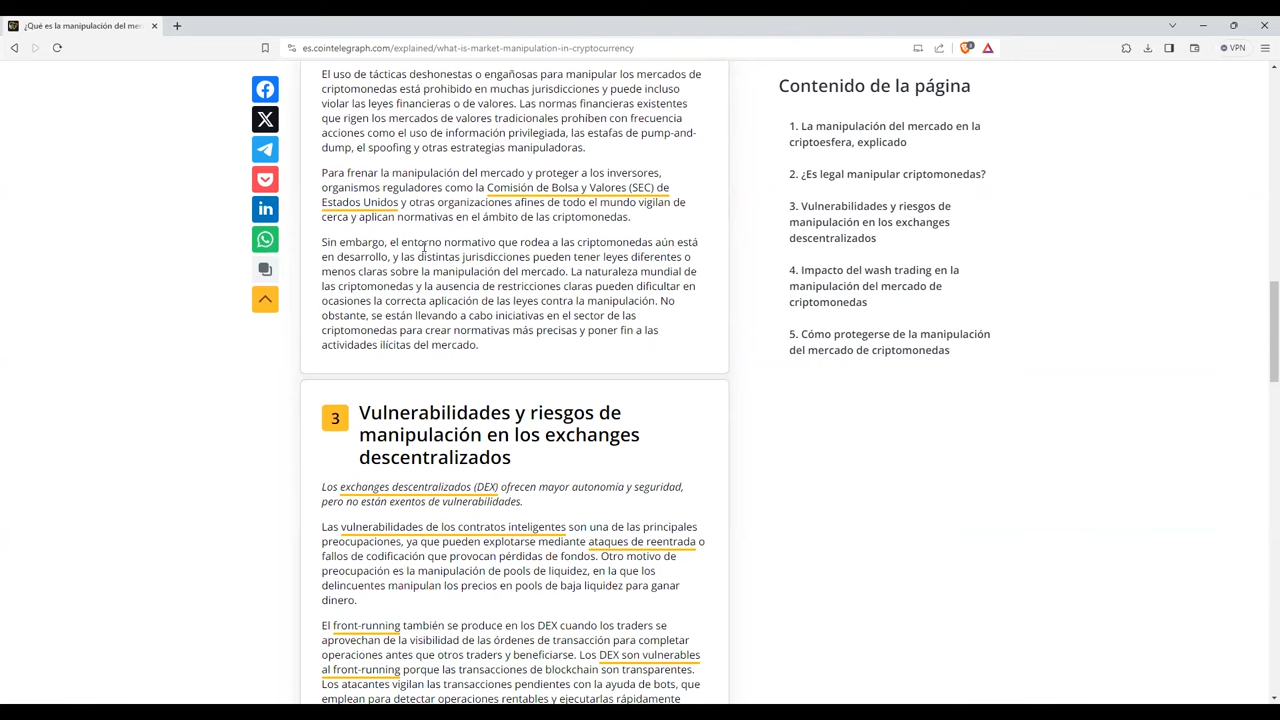 ¿Qué es la manipulación del mer
es.cointelegraph.com/explained/what-is-market-manipulation-in-cryptocurrency
VPN
El uso de tácticas deshonestas o engañosas para manipular los mercados de
criptomonedas está prohibido en muchas jurisdicciones y puede incluso
violar las leyes financieras o de valores. Las normas financieras existentes
que rigen los mercados de valores tradicionales prohíben con frecuencia
acciones como el uso de información privilegiada, las estafas de pump-and-
dump, el spoofing y otras estrategias manipuladoras.
Para frenar la manipulación del mercado y proteger a los inversores,
organismos reguladores como la Comisión de Bolsa y Valores (SEC) de
Estados Unidos y otras organizaciones afines de todo el mundo vigilan de
cerca y aplican normativas en el ámbito de las criptomonedas.
Sin embargo, el entorno normativo que rodea a las criptomonedas aún está
en desarrollo, y las distintas jurisdicciones pueden tener leyes diferentes o
menos claras sobre la manipulación del mercado. La naturaleza mundial de
las criptomonedas y la ausencia de restricciones claras pueden dificultar en
ocasiones la correcta aplicación de las leyes contra la manipulación. No
obstante, se están llevando a cabo iniciativas en el sector de las
criptomonedas para crear normativas más precisas y poner fin a las
actividades ilícitas del mercado.
3
Vulnerabilidades y riesgos de
manipulación en los exchanges
descentralizados
Los exchanges descentralizados (DEX) ofrecen mayor autonomía y seguridad,
pero no están exentos de vulnerabilidades.
Las vulnerabilidades de los contratos inteligentes son una de las principales
preocupaciones, ya que pueden explotarse mediante ataques de reentrada o
fallos de codificación que provocan pérdidas de fondos. Otro motivo de
preocupación es la manipulación de pools de liquidez, en la que los
delincuentes manipulan los precios en pools de baja liquidez para ganar
dinero.
El front-running también se produce en los DEX cuando los traders se
aprovechan de la visibilidad de las órdenes de transacción para completar
operaciones antes que otros traders y beneficiarse. Los DEX son vulnerables
al front-running porque las transacciones de blockchain son transparentes.
Los atacantes vigilan las transacciones pendientes con la ayuda de bots, que
emplean para detectar operaciones rentables y ejecutarlas rápidamente
Contenido de la página
1. La manipulación del mercado en la
criptoesfera, explicado
2. ¿Es legal manipular criptomonedas?
3. Vulnerabilidades y riesgos de
manipulación en los exchanges
descentralizados
4. Impacto del wash trading en la
manipulación del mercado de
criptomonedas
5. Cómo protegerse de la manipulación
del mercado de criptomonedas